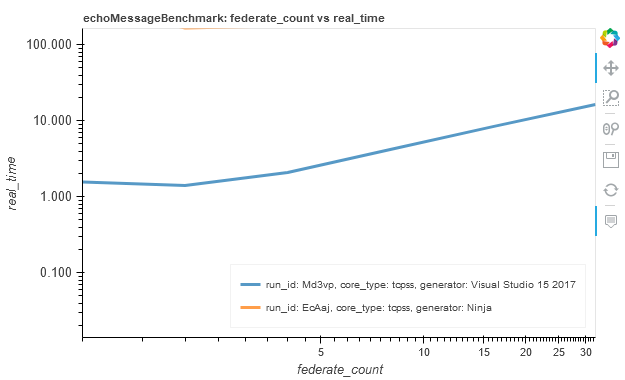 echoMessageBenchmark: federate_count vs real_time
100.000
10.000
1.000
0.100
real_time
run_id: Md3vp, core_type: tcpss, generator: Visual Studio 15 2017
run_id: EcAaj, core_type: tcpss, generator: Ninja
5 10 15 20 25 30
federate_count